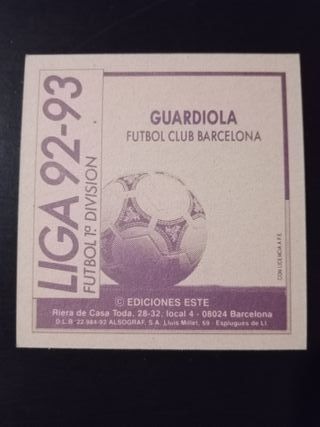 LIGA 92-93
FUTBOL 1ª DIVISION
GUARDIOLA
FUTBOL CLUB BARCELONA
CON LICENCIA A.F.E.
© EDICIONES ESTE
Riera de Casa Toda, 28-32, local 4 - 08024 Barcelona
D.L.B 22 984-92 ALSOGRAF, S.A. Lluis Millet, 69 - Esplugues de Ll.